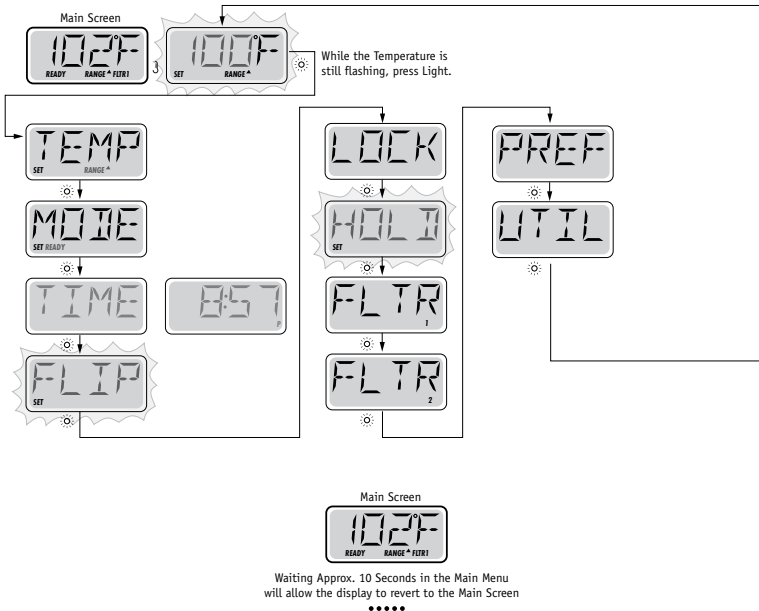 Main Screen
102°F
READY RANGE FLTR1
3
100°F
SET RANGE
While the Temperature is
still flashing, press Light.
TEMP
SET RANGE
MODE
SET READY
TIME
8:57
P
FLIP
SET
LOCK
HOLD
SET
FLTR
1
FLTR
2
PREF
UTIL
Main Screen
102°F
READY RANGE FLTR1
Waiting Approx. 10 Seconds in the Main Menu
will allow the display to revert to the Main Screen